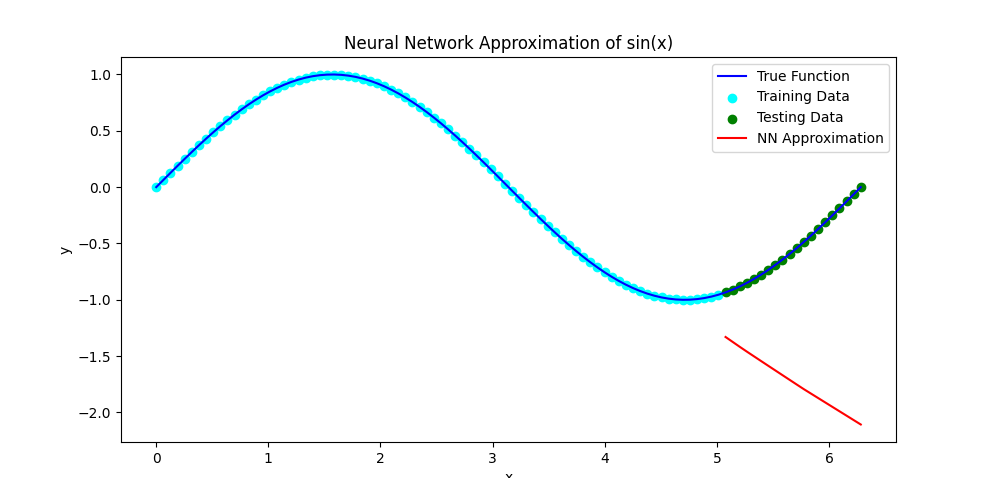 Neural Network Approximation of sin(x)
True Function
Training Data
Testing Data
NN Approximation
1.0
0.5
0.0
−0.5
−1.0
−1.5
−2.0
y
0 1 2 3 4 5 6
x